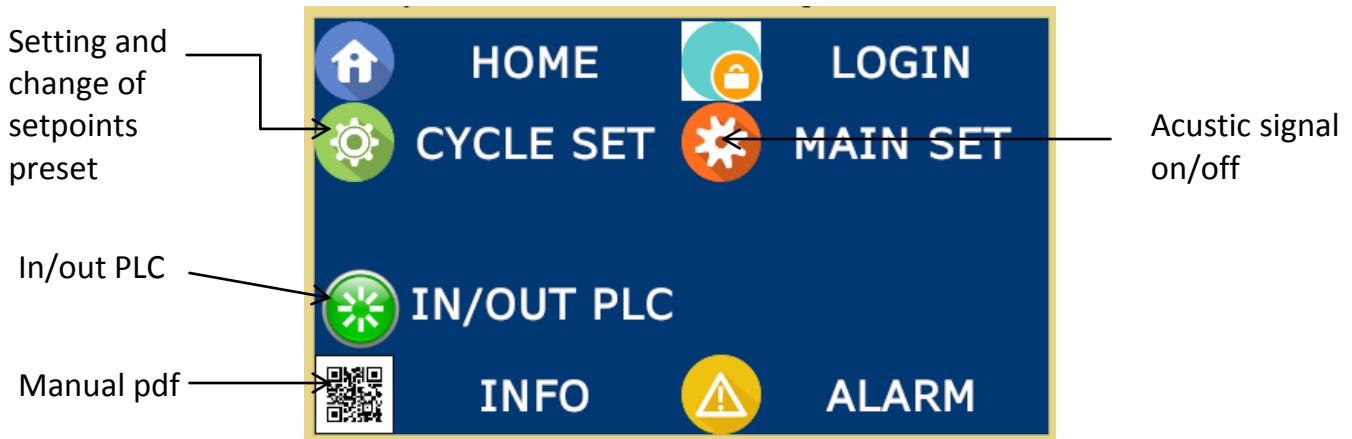 Setting and
change of
setpoints
preset
HOME
LOGIN
CYCLE SET
MAIN SET
Acustic signal
on/off
In/out PLC
IN/OUT PLC
Manual pdf
INFO
ALARM